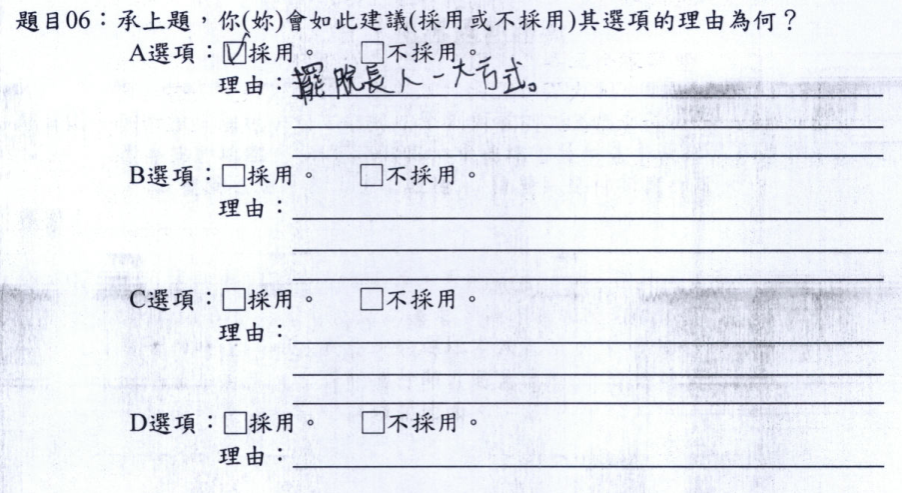 題目06：承上題，你(妳)會如此建議(採用或不採用)其選項的理由為何？
A選項：☑採用。 □不採用。
理由：擺脫長人一大方式。
B選項：□採用。 □不採用。
理由：
C選項：□採用。 □不採用。
理由：
D選項：□採用。 □不採用。
理由：